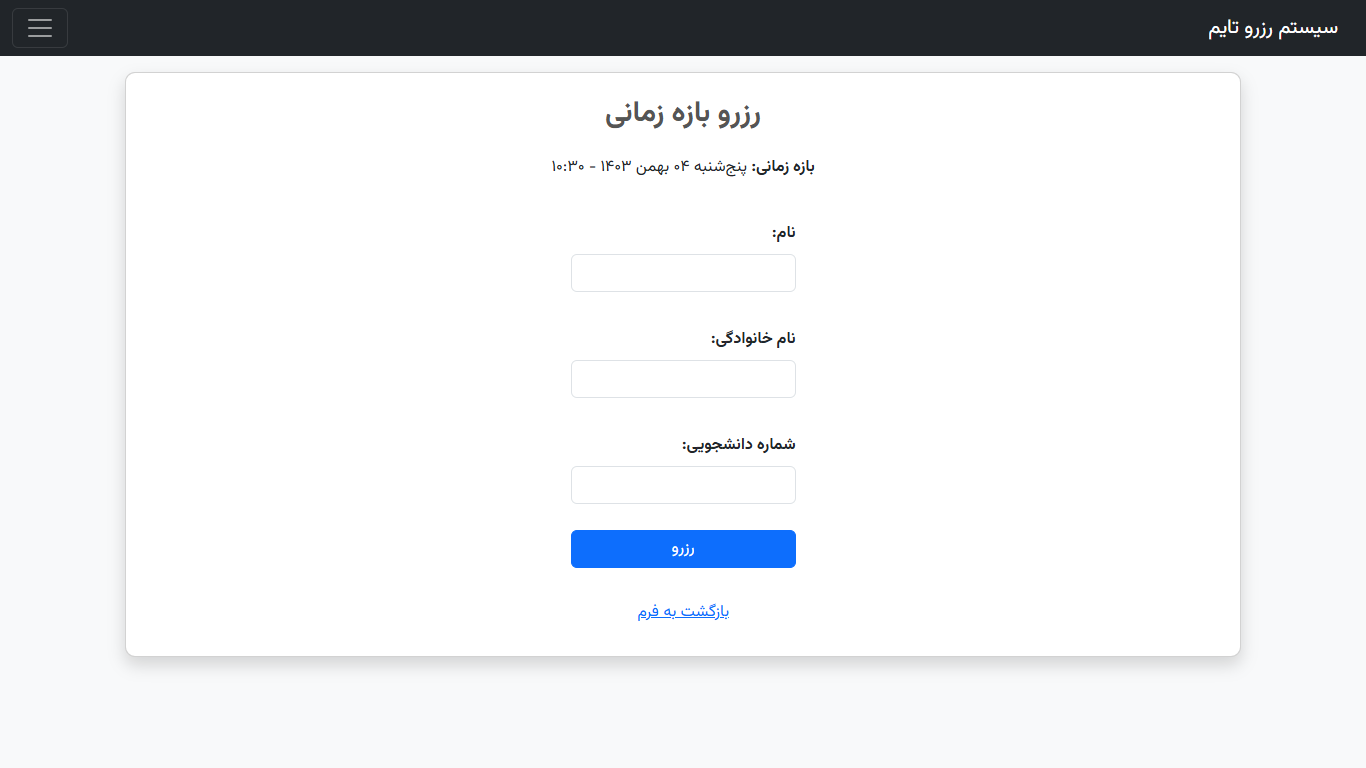 سیستم رزرو تایم
رزرو بازه زمانی
بازه زمانی: پنج‌شنبه ۰۴ بهمن ۱۴۰۳ - ۱۰:۳۰
نام:
نام خانوادگی:
شماره دانشجویی:
رزرو
بازگشت به فرم